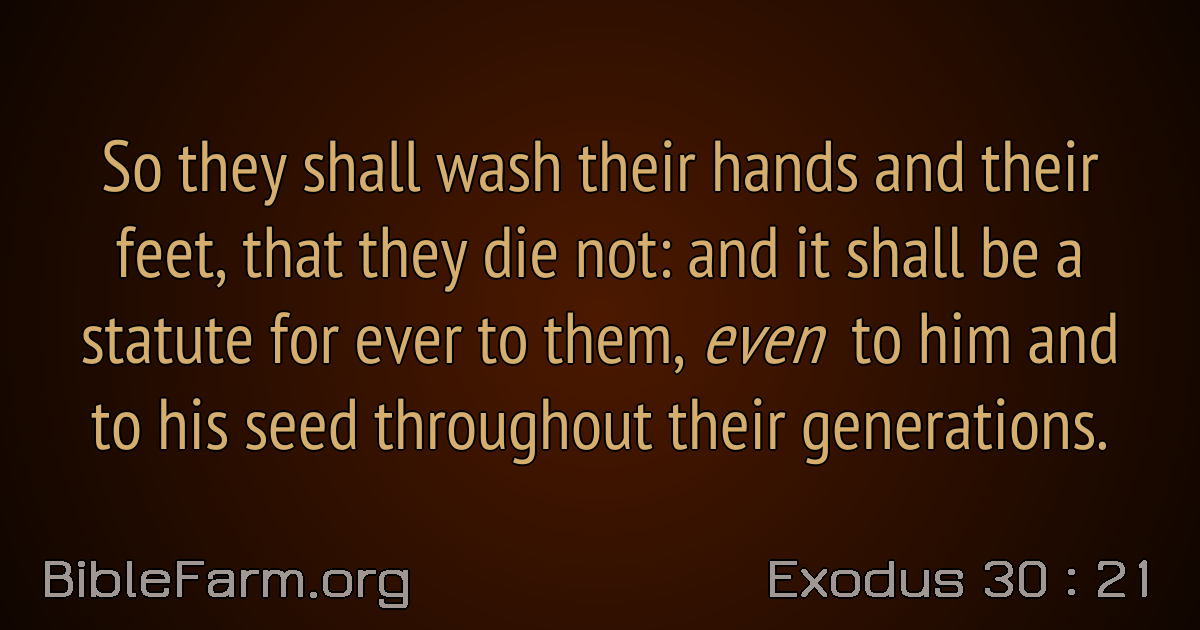 So they shall wash their hands and their
feet, that they die not: and it shall be a
statute for ever to them, even to him and
to his seed throughout their generations.
BibleFarm.org
Exodus 30 : 21